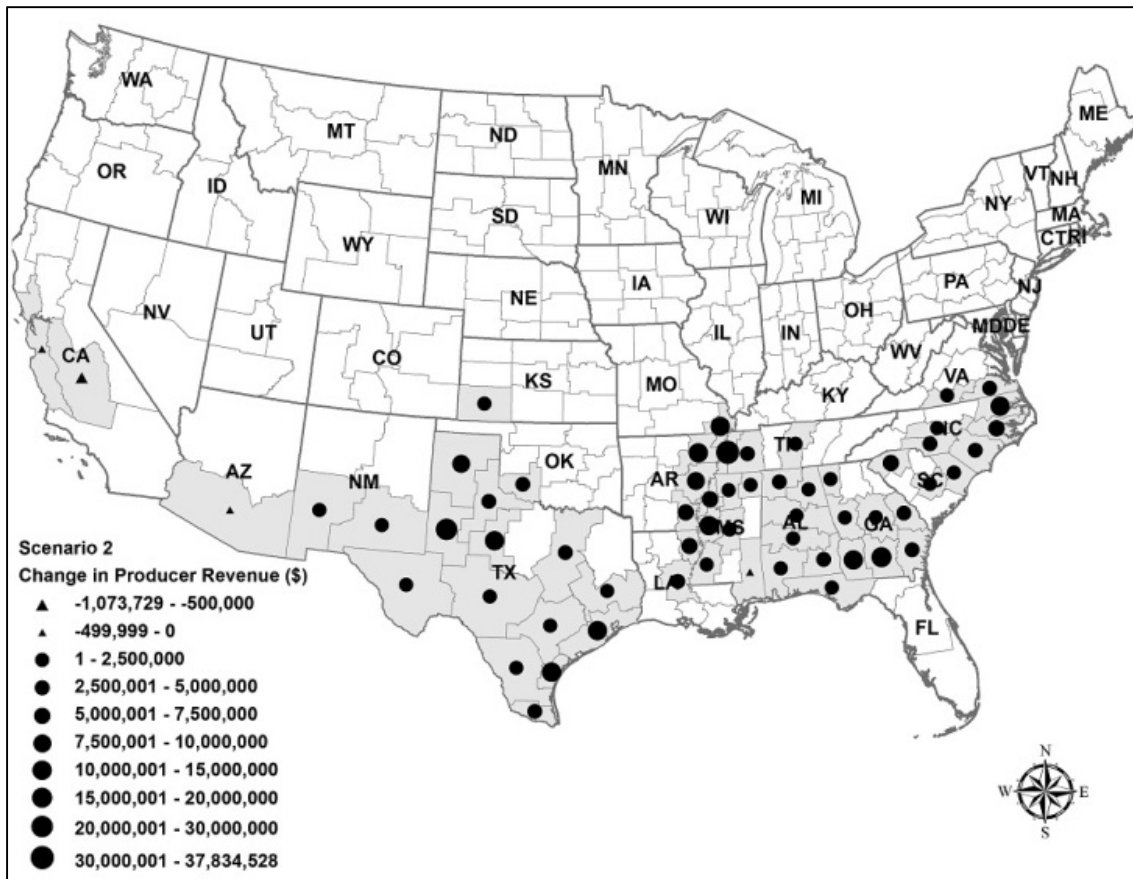 WA
MT
ND
ME
OR
ID
MN
VT
NH
WI
MI
NY
SD
MA
WY
CT
RI
IA
PA
NE
NJ
NV
OH
UT
IL
IN
MD
DE
CA
CO
WV
KS
MO
VA
KY
NC
OK
TN
AZ
NM
AR
SC
MS
AL
GA
TX
LA
FL
Scenario 2
Change in Producer Revenue ($)
-1,073,729 - -500,000
-499,999 - 0
1 - 2,500,000
2,500,001 - 5,000,000
5,000,001 - 7,500,000
7,500,001 - 10,000,000
10,000,001 - 15,000,000
15,000,001 - 20,000,000
20,000,001 - 30,000,000
30,000,001 - 37,834,528
N
W E
S